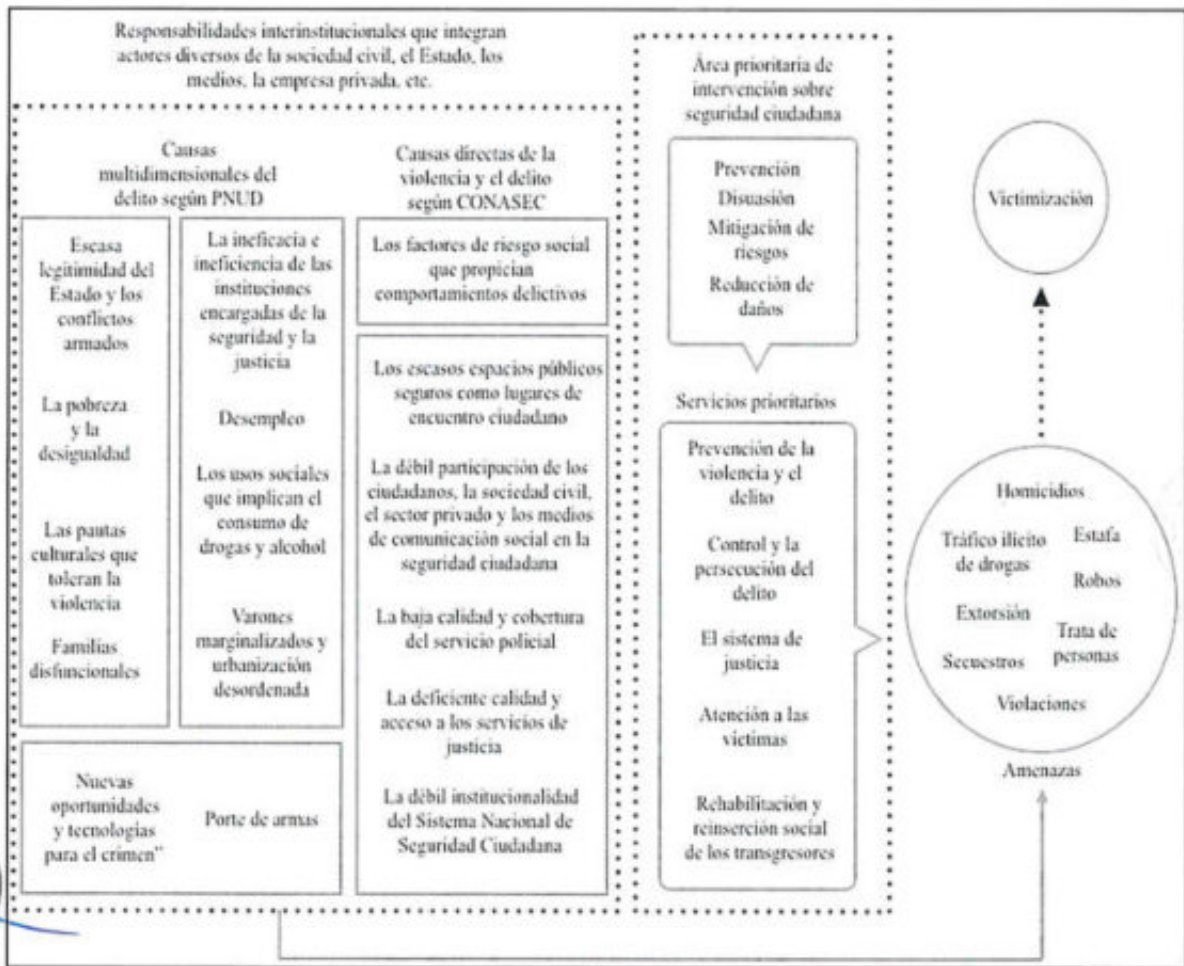 Responsabilidades interinstitucionales que integran
actores diversos de la sociedad civil, el Estado, los
medios, la empresa privada, etc.
Causas
multidimensionales del
delito según PNUD
Escasa
legitimidad del
Estado y los
conflictos
armados
La pobreza
y la
desigualdad
Las pautas
culturales que
toleran la
violencia
Familias
disfuncionales
La ineficacia e
ineficiencia de las
instituciones
encargadas de la
seguridad y la
justicia
Desempleo
Los usos sociales
que implican el
consumo de
drogas y alcohol
Varones
marginalizados y
urbanización
desordenada
Nuevas
oportunidades
y tecnologías
para el crimen"
Porte de armas
Causas directas de la
violencia y el delito
según CONASEC
Los factores de riesgo social
que propician
comportamientos delictivos
Los escasos espacios públicos
seguros como lugares de
encuentro ciudadano
La débil participación de los
ciudadanos, la sociedad civil,
el sector privado y los medios
de comunicación social en la
seguridad ciudadana
La baja calidad y cobertura
del servicio policial
La deficiente calidad y
acceso a los servicios de
justicia
La débil institucionalidad
del Sistema Nacional de
Seguridad Ciudadana
Área prioritaria de
intervención sobre
seguridad ciudadana
Prevención
Disuasión
Mitigación de
riesgos
Reducción de
daños
Servicios prioritarios
Prevención de la
violencia y el
delito
Control y la
persecución del
delito
El sistema de
justicia
Atención a las
víctimas
Rehabilitación y
reinserción social
de los transgresores
Victimización
Homicidios
Tráfico ilícito
de drogas
Estafa
Robos
Extorsión
Trata de
personas
Secuestros
Violaciones
Amenazas